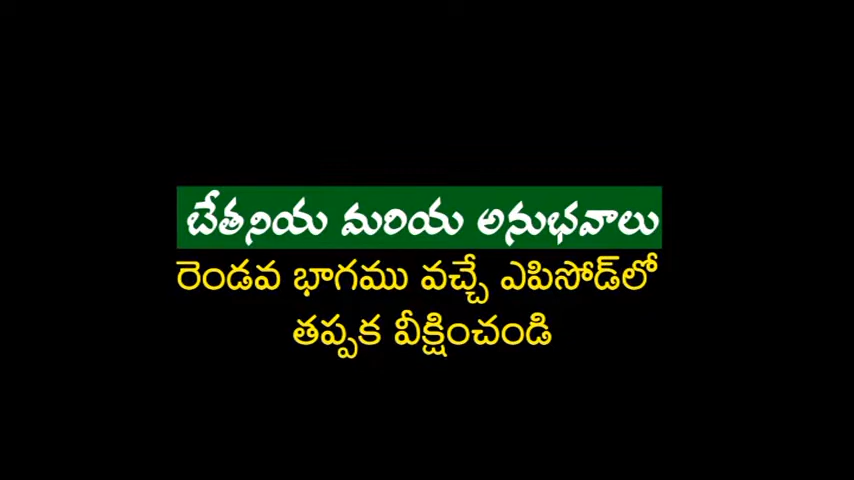 బేతనియ మరియ అనుభవాలు
రెండవ భాగము వచ్చే ఎపిసోడ్‌లో
తప్పక వీక్షించండి